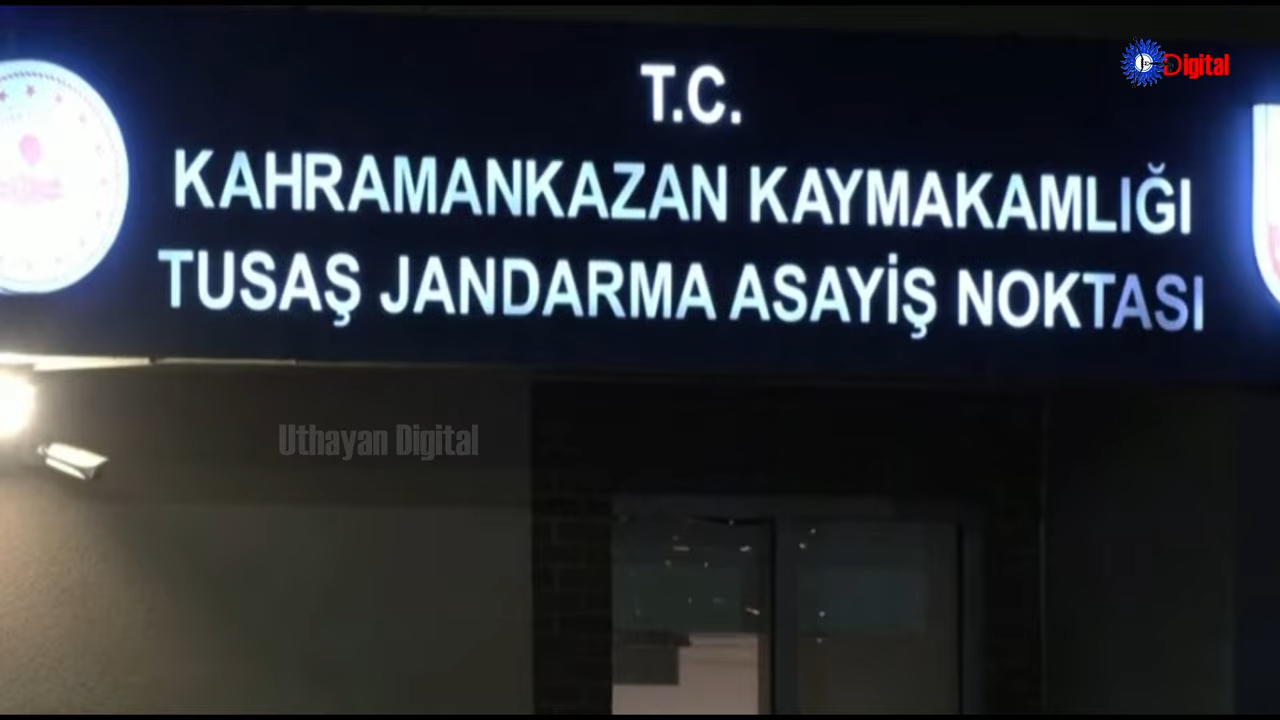 Digital
T.C.
KAHRAMANKAZAN KAYMAKAMLIĞI
TUSAŞ JANDARMA ASAYİŞ NOKTASI
Uthayan Digital